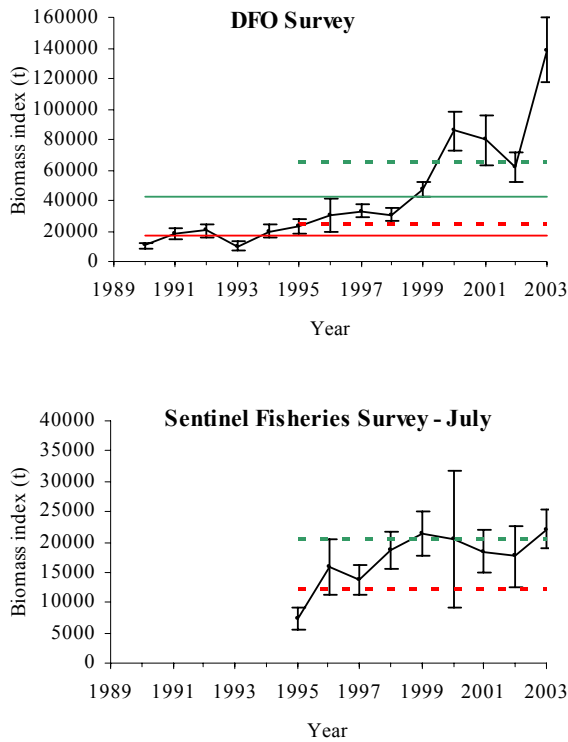 DFO Survey
160000
140000
120000
100000
80000
60000
40000
20000
0
Biomass index (t)
1989 1991 1993 1995 1997 1999 2001 2003
Year
Sentinel Fisheries Survey - July
40000
35000
30000
25000
20000
15000
10000
5000
0
Biomass index (t)
1989 1991 1993 1995 1997 1999 2001 2003
Year